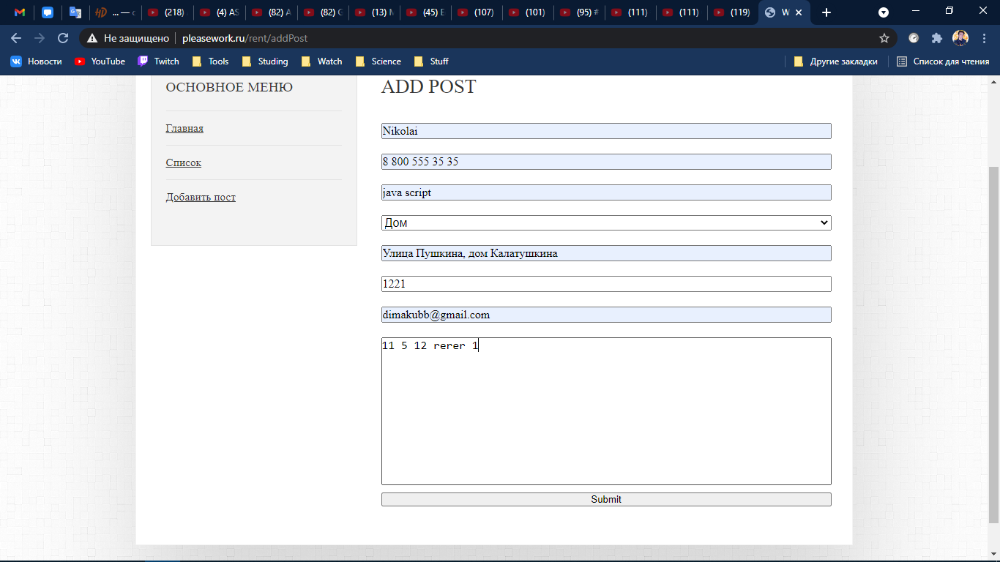 ... — с
(218)
(4) AS
(82) A
(82) G
(13) M
(45) E
(107)
(101)
(95) #
(111)
(111)
(119)
W
Не защищено
pleasework.ru/rent/addPost
Новости
YouTube
Twitch
Tools
Studing
Watch
Science
Stuff
Другие закладки
Список для чтения
ОСНОВНОЕ МЕНЮ
Главная
Список
Добавить пост
ADD POST
Nikolai
8 800 555 35 35
java script
Дом
Улица Пушкина, дом Калатушкина
1221
dimakubb@gmail.com
11 5 12 rerer 1
Submit